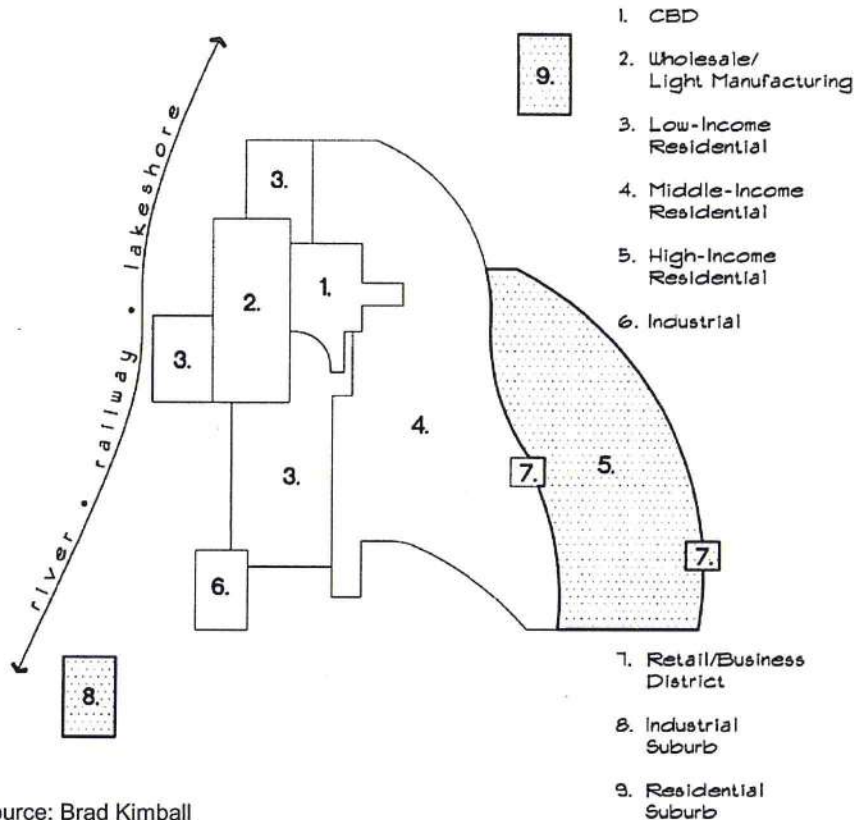 1. CBD
2. Wholesale/
Light Manufacturing
3. Low-Income
Residential
4. Middle-Income
Residential
5. High-Income
Residential
6. Industrial
9.
river • railway • lakeshore
3.
1.
2.
3.
4.
3.
5.
7.
7.
6.
8.
7. Retail/Business
District
8. Industrial
Suburb
9. Residential
Suburb
ource: Brad Kimball